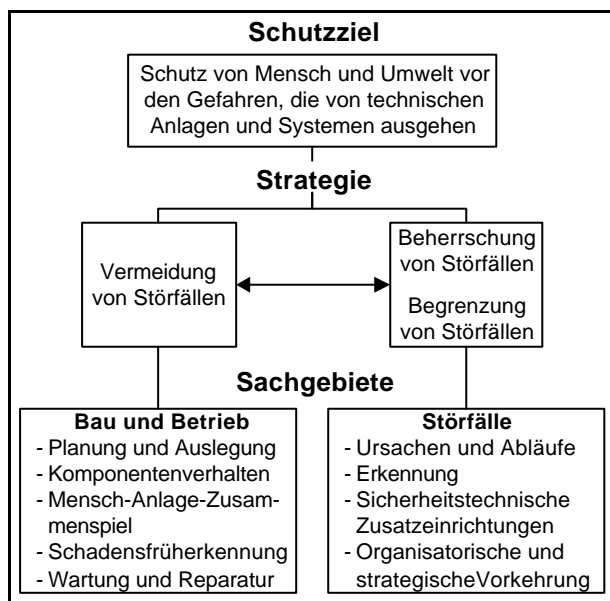 Schutzziel
Schutz von Mensch und Umwelt vor
den Gefahren, die von technischen
Anlagen und Systemen ausgehen
Strategie
Vermeidung
von Störfällen
Beherrschung
von Störfällen
Begrenzung
von Störfällen
Sachgebiete
Bau und Betrieb
- Planung und Auslegung
- Komponentenverhalten
- Mensch-Anlage-Zusam-
menspiel
- Schadensfrüherkennung
- Wartung und Reparatur
Störfälle
- Ursachen und Abläufe
- Erkennung
- Sicherheitstechnische
Zusatzeinrichtungen
- Organisatorische und
strategischeVorkehrung